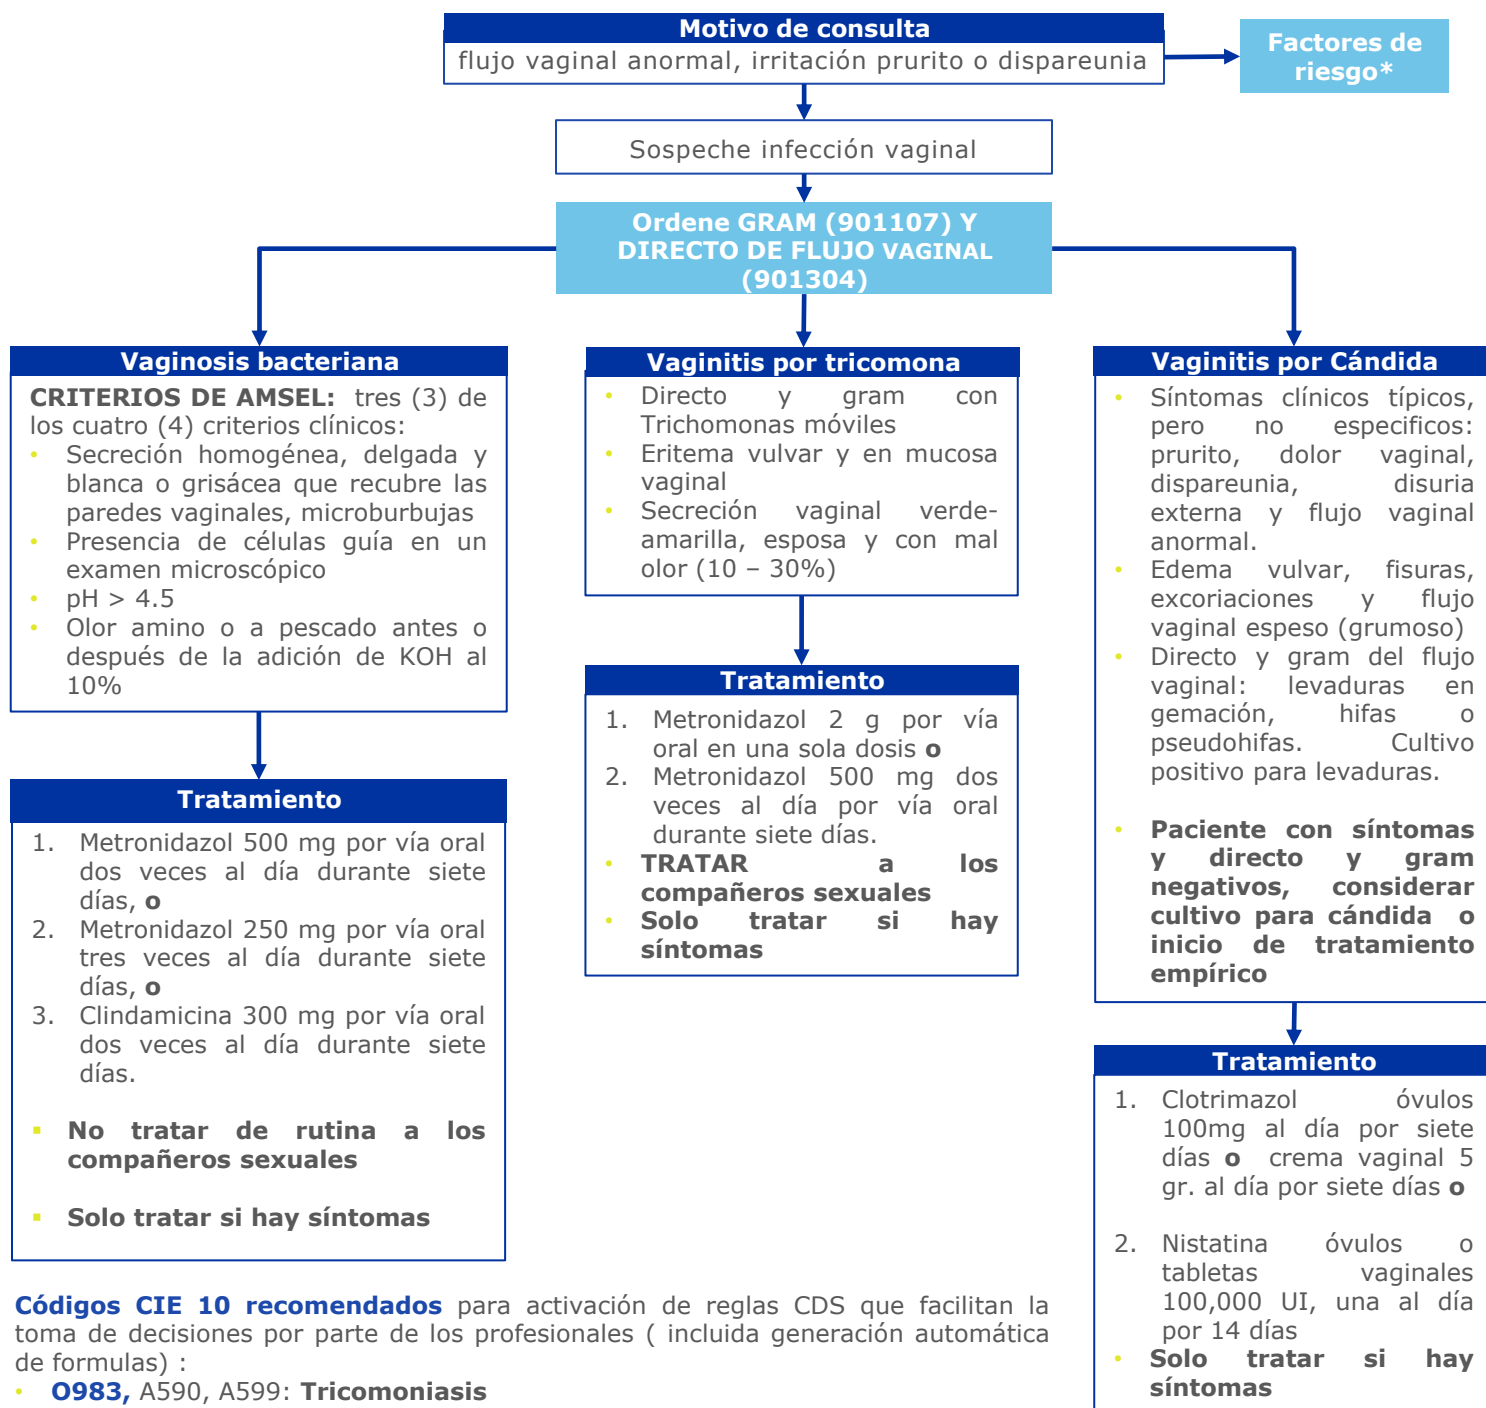 Motivo de consulta
flujo vaginal anormal, irritación prurito o dispareunia
Factores de
riesgo*
Sospeche infección vaginal
Ordene GRAM (901107) Y
DIRECTO DE FLUJO VAGINAL
(901304)
Vaginosis bacteriana
CRITERIOS DE AMSEL: tres (3) de
los cuatro (4) criterios clínicos:
• Secreción homogénea, delgada y
blanca o grisácea que recubre las
paredes vaginales, microburbujas
• Presencia de células guía en un
examen microscópico
• pH > 4.5
• Olor amino o a pescado antes o
después de la adición de KOH al
10%
Tratamiento
1. Metronidazol 500 mg por vía oral
dos veces al día durante siete
días, o
2. Metronidazol 250 mg por vía oral
tres veces al día durante siete
días, o
3. Clindamicina 300 mg por vía oral
dos veces al día durante siete
días.
▪ No tratar de rutina a los
compañeros sexuales
▪ Solo tratar si hay síntomas
Vaginitis por tricomona
• Directo y gram con
Trichomonas móviles
• Eritema vulvar y en mucosa
vaginal
• Secreción vaginal verde-
amarilla, esposa y con mal
olor (10 – 30%)
Tratamiento
1. Metronidazol 2 g por vía
oral en una sola dosis o
2. Metronidazol 500 mg dos
veces al día por vía oral
durante siete días.
• TRATAR a los
compañeros sexuales
• Solo tratar si hay
síntomas
Vaginitis por Cándida
• Síntomas clínicos típicos,
pero no especificos:
prurito, dolor vaginal,
dispareunia, disuria
externa y flujo vaginal
anormal.
• Edema vulvar, fisuras,
excoriaciones y flujo
vaginal espeso (grumoso)
• Directo y gram del flujo
vaginal: levaduras en
gemación, hifas o
pseudohifas. Cultivo
positivo para levaduras.
• Paciente con síntomas
y directo y gram
negativos, considerar
cultivo para cándida o
inicio de tratamiento
empírico
Tratamiento
1. Clotrimazol óvulos
100mg al día por siete
días o crema vaginal 5
gr. al día por siete días o
2. Nistatina óvulos o
tabletas vaginales
100,000 UI, una al día
por 14 días
• Solo tratar si hay
síntomas
Códigos CIE 10 recomendados para activación de reglas CDS que facilitan la
toma de decisiones por parte de los profesionales ( incluida generación automática
de formulas) :
• O983, A590, A599: Tricomoniasis